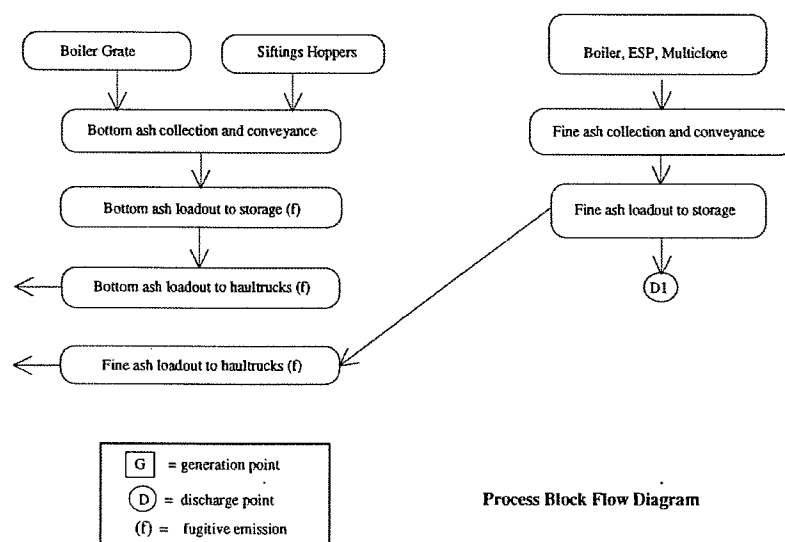 Boiler Grate
Siftings Hoppers
Boiler, ESP, Multiclone
Bottom ash collection and conveyance
Fine ash collection and conveyance
Bottom ash loadout to storage (f)
Fine ash loadout to storage
D1
Bottom ash loadout to haultrucks (f)
Fine ash loadout to haultrucks (f)
G = generation point
D = discharge point
(f) = fugitive emission
Process Block Flow Diagram